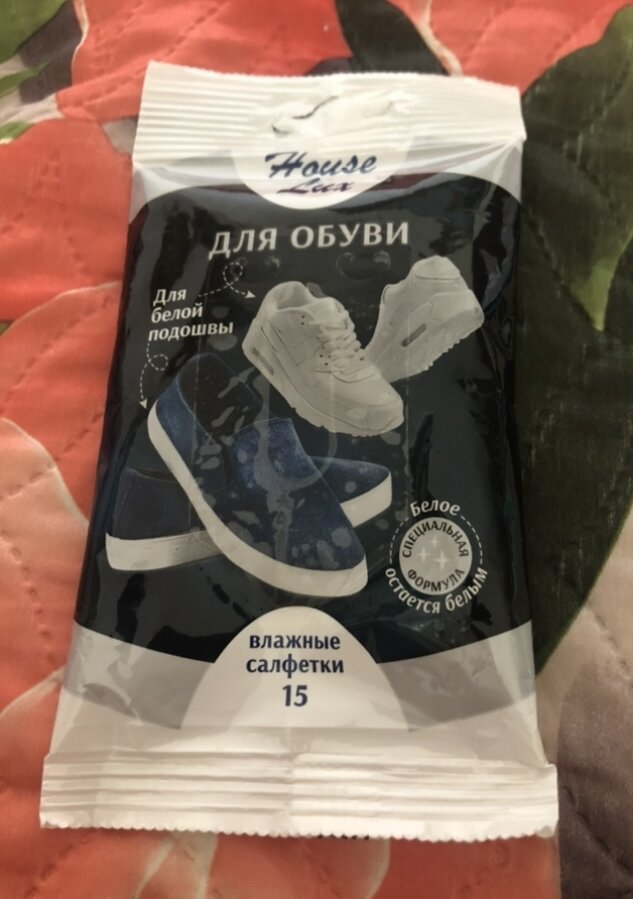 House
Lux
ДЛЯ ОБУВИ
Для
белой
подошвы
Белое
СПЕЦИАЛЬНАЯ
ФОРМУЛА
остается белым
влажные
салфетки
15